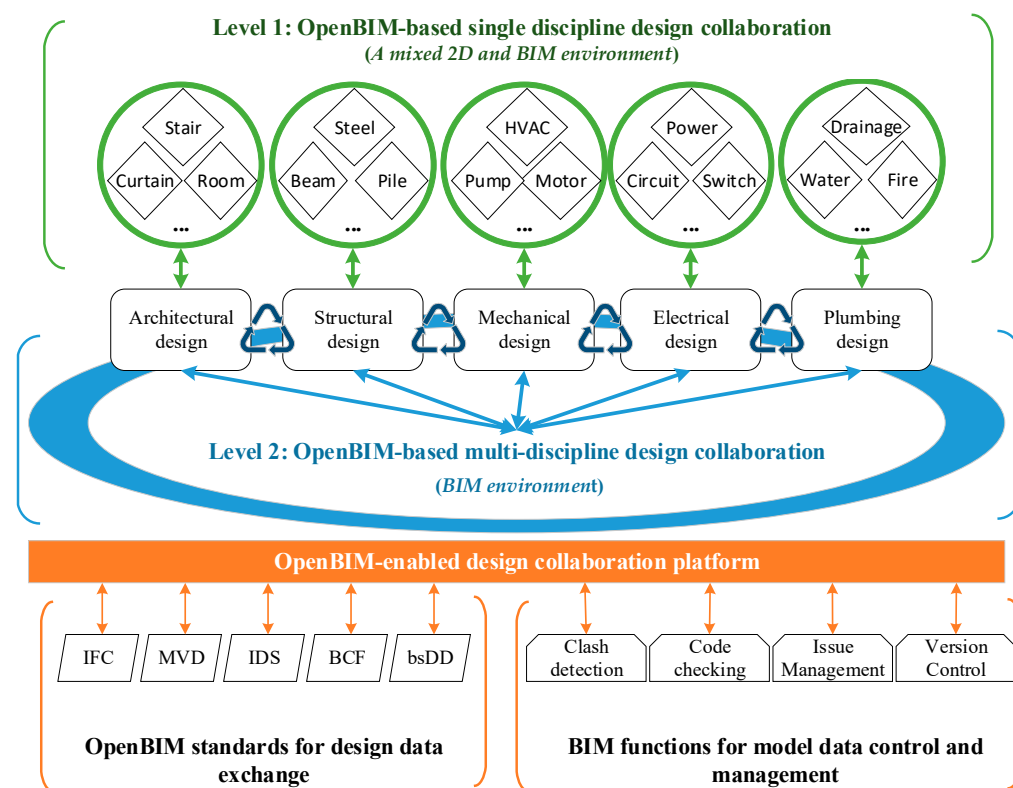 Level 1: OpenBIM-based single discipline design collaboration
(A mixed 2D and BIM environment)
Stair
Curtain Room
...
Steel
Beam Pile
...
HVAC
Pump Motor
...
Power
Circuit Switch
...
Drainage
Water Fire
...
Architectural
design
Structural
design
Mechanical
design
Electrical
design
Plumbing
design
Level 2: OpenBIM-based multi-discipline design collaboration
(BIM environment)
OpenBIM-enabled design collaboration platform
IFC
MVD
IDS
BCF
bsDD
Clash
detection
Code
checking
Issue
Management
Version
Control
OpenBIM standards for design data
exchange
BIM functions for model data control and
management